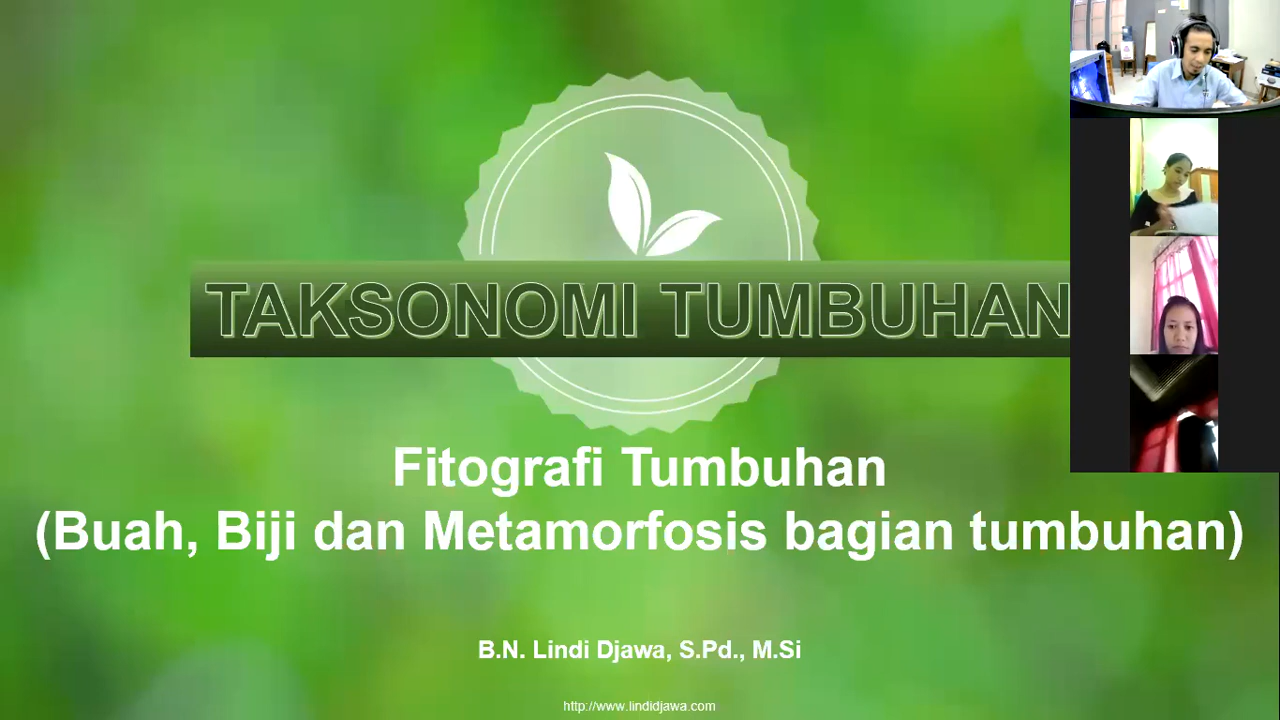 TAKSONOMI TUMBUHAN
Fitografi Tumbuhan
(Buah, Biji dan Metamorfosis bagian tumbuhan)
B.N. Lindi Djawa, S.Pd., M.Si
http://www.lindidjawa.com